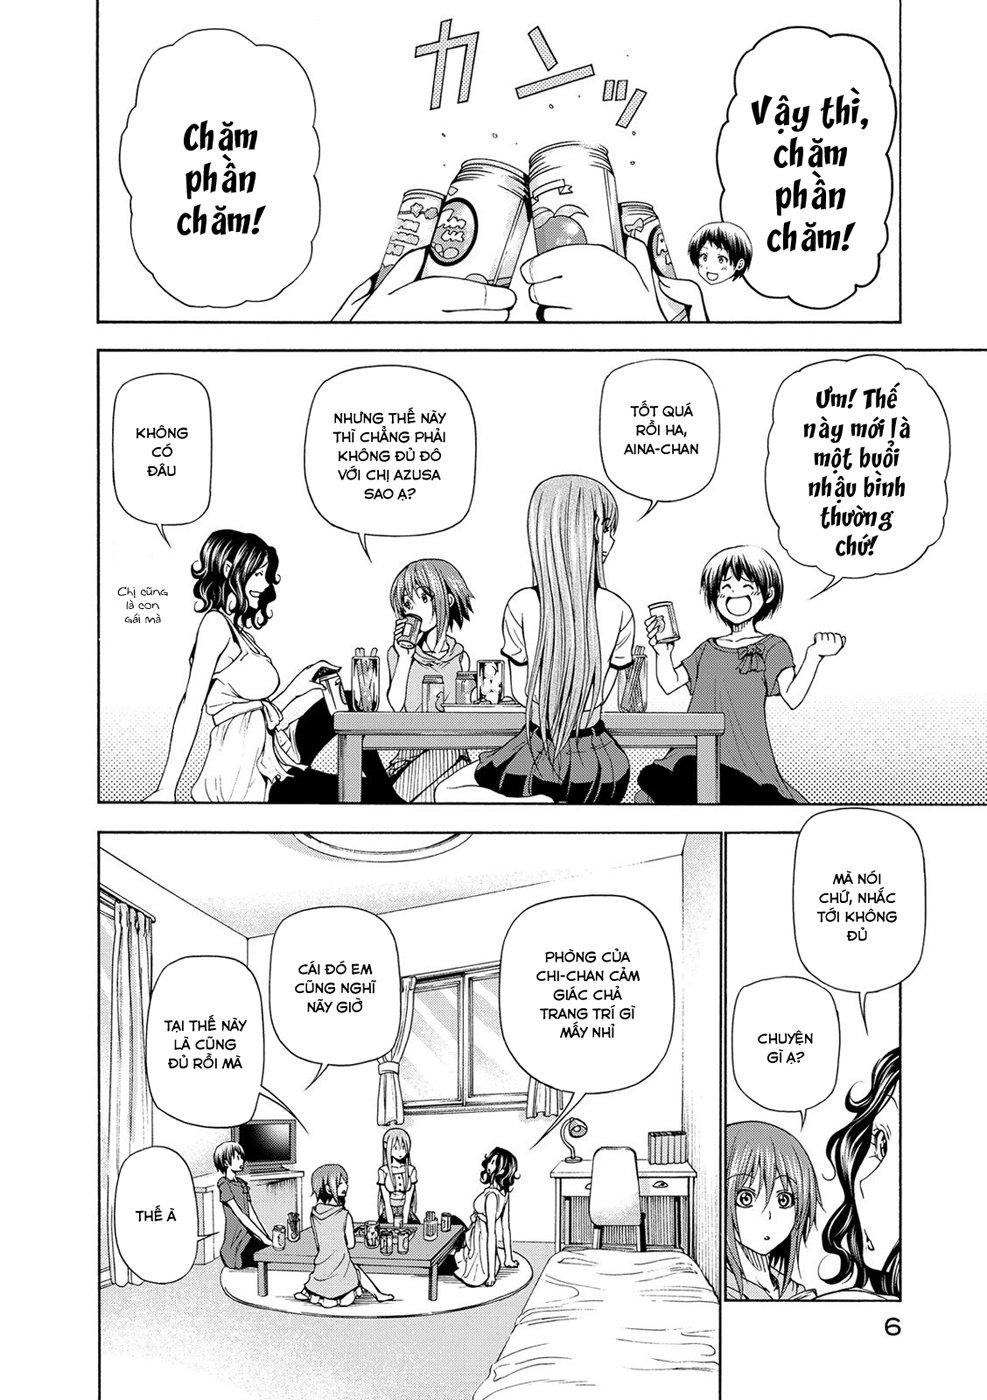 カンッ
Vậy thì,
chăm
phần
chăm!
Chăm
phần
chăm!
Ưm! Thế
này mới là
một buổi
nhậu bình
thường
chứ!
TỐT QUÁ
RỒI HA,
AINA-CHAN
NHƯNG THẾ NÀY
THÌ CHẲNG PHẢI
KHÔNG ĐỦ ĐÔ
VỚI CHỊ AZUSA
SAO Ạ?
KHÔNG
CÓ
ĐÂU
Chị cũng
là con
gái mà
MÀ NÓI
CHỨ, NHẮC
TỚI KHÔNG
ĐỦ
CHUYỆN
GÌ Ạ?
PHÒNG CỦA
CHI-CHAN CẢM
GIÁC CHẢ
TRANG TRÍ GÌ
MẤY NHỈ
CÁI ĐÓ EM
CŨNG NGHĨ
NÃY GIỜ
TẠI THẾ NÀY
LÀ CŨNG
ĐỦ RỒI MÀ
THẾ À
6